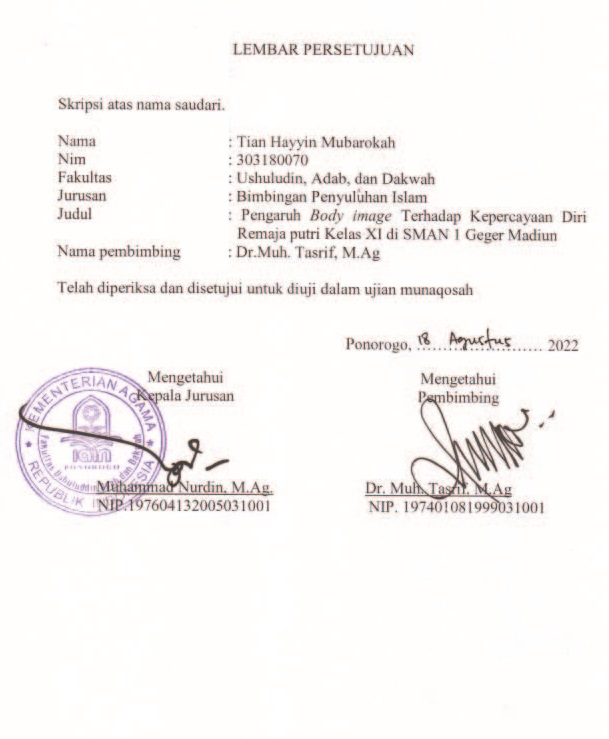 LEMBAR PERSETUJUAN
Skripsi atas nama saudari.
Nama : Tian Hayyin Mubarokah
Nim : 303180070
Fakultas : Ushuludin, Adab, dan Dakwah
Jurusan : Bimbingan Penyuluhan Islam
Judul : Pengaruh Body image Terhadap Kepercayaan Diri
Remaja putri Kelas XI di SMAN 1 Geger Madiun
Nama pembimbing : Dr.Muh. Tasrif, M.Ag
Telah diperiksa dan disetujui untuk diuji dalam ujian munaqosah
Ponorogo, 18 Agustus 2022
Mengetahui
Kepala Jurusan
KEMENTERIAN AGAMA
IAIN
PONOROGO
REPUBLIK INDONESIA
Muhammad Nurdin, M.Ag.
NIP.197604132005031001
Mengetahui
Pembimbing
Dr. Muh. Tasrif, M.Ag
NIP. 197401081999031001